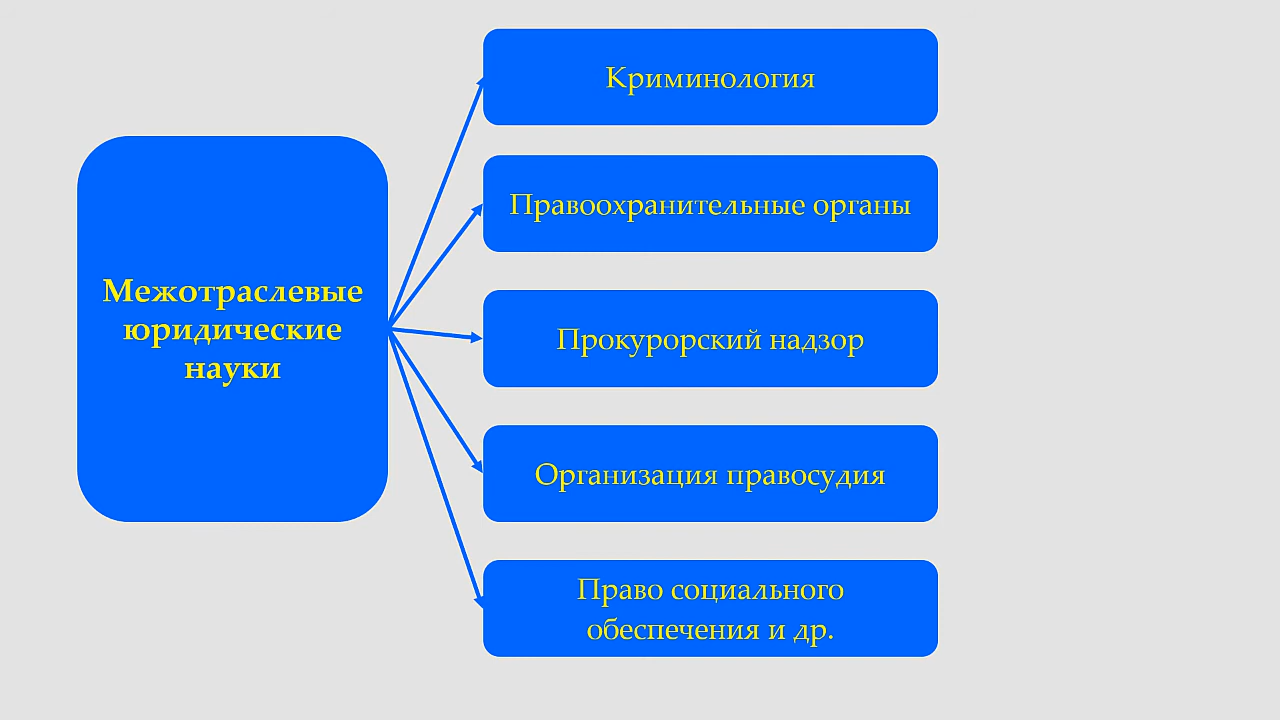 Межотраслевые
юридические
науки
Криминология
Правоохранительные органы
Прокурорский надзор
Организация правосудия
Право социального
обеспечения и др.